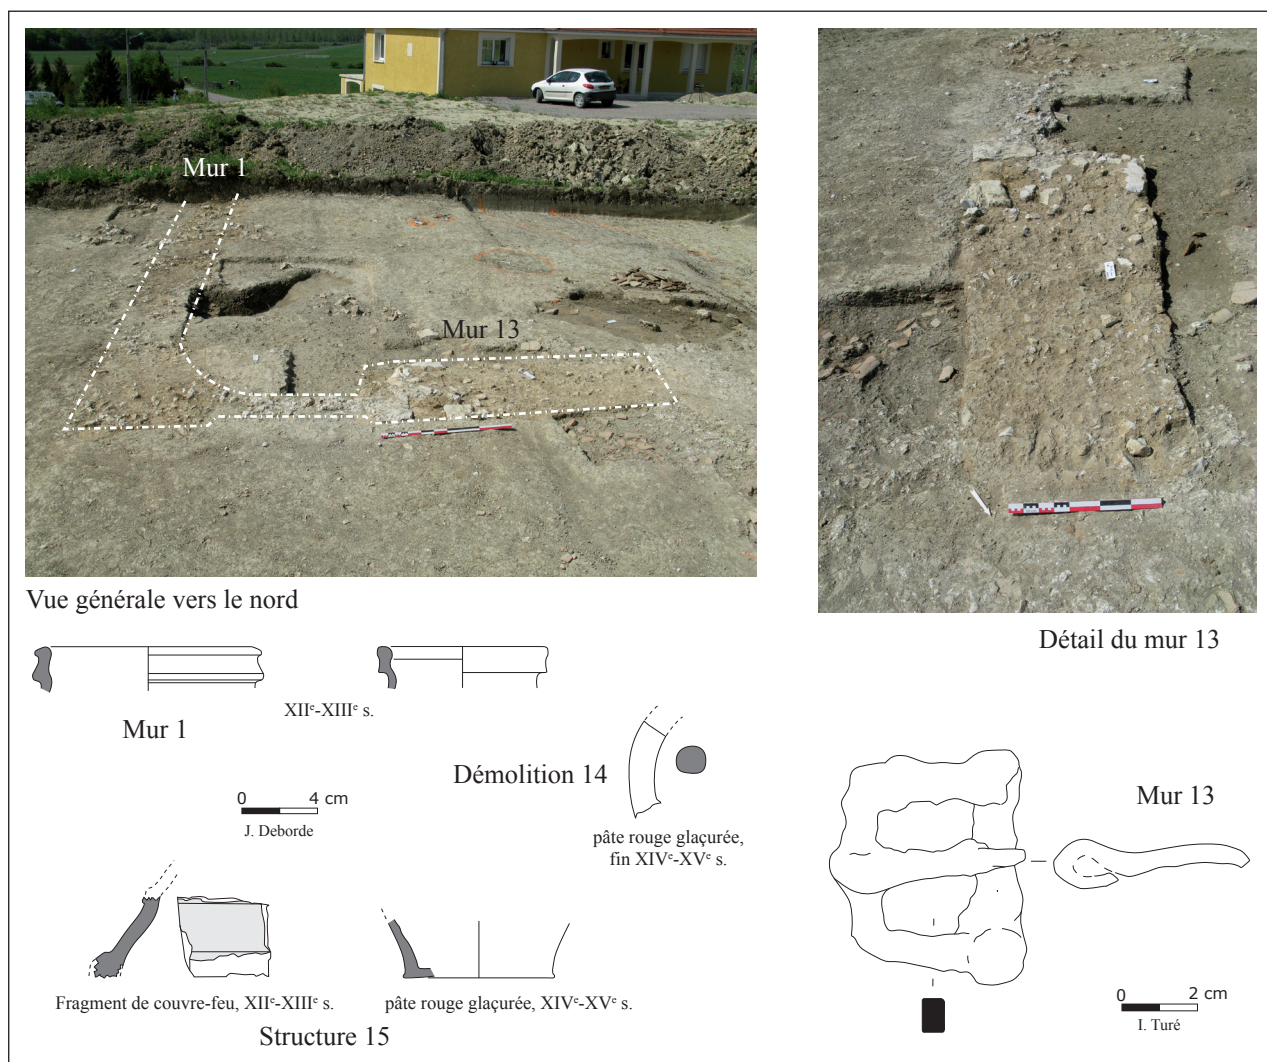 Mur 1
Mur 13
Vue générale vers le nord
Détail du mur 13
XIIᵉ-XIIIᵉ s.
Mur 1
Démolition 14
0 4 cm
J. Deborde
pâte rouge glaçurée,
fin XIVᵉ-XVᵉ s.
Mur 13
Fragment de couvre-feu, XIIᵉ-XIIIᵉ s.
pâte rouge glaçurée, XIVᵉ-XVᵉ s.
Structure 15
0 2 cm
I. Turé